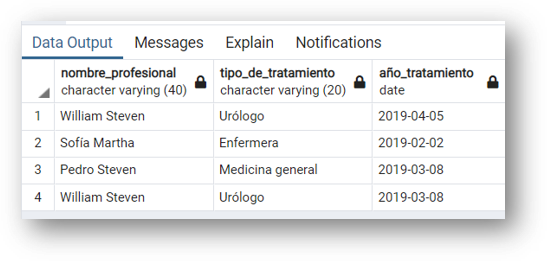 Data Output Messages Explain Notifications
nombre_profesional tipo_de_tratamiento año_tratamiento
character varying (40) character varying (20) date
1 William Steven Urólogo 2019-04-05
2 Sofía Martha Enfermera 2019-02-02
3 Pedro Steven Medicina general 2019-03-08
4 William Steven Urólogo 2019-03-08